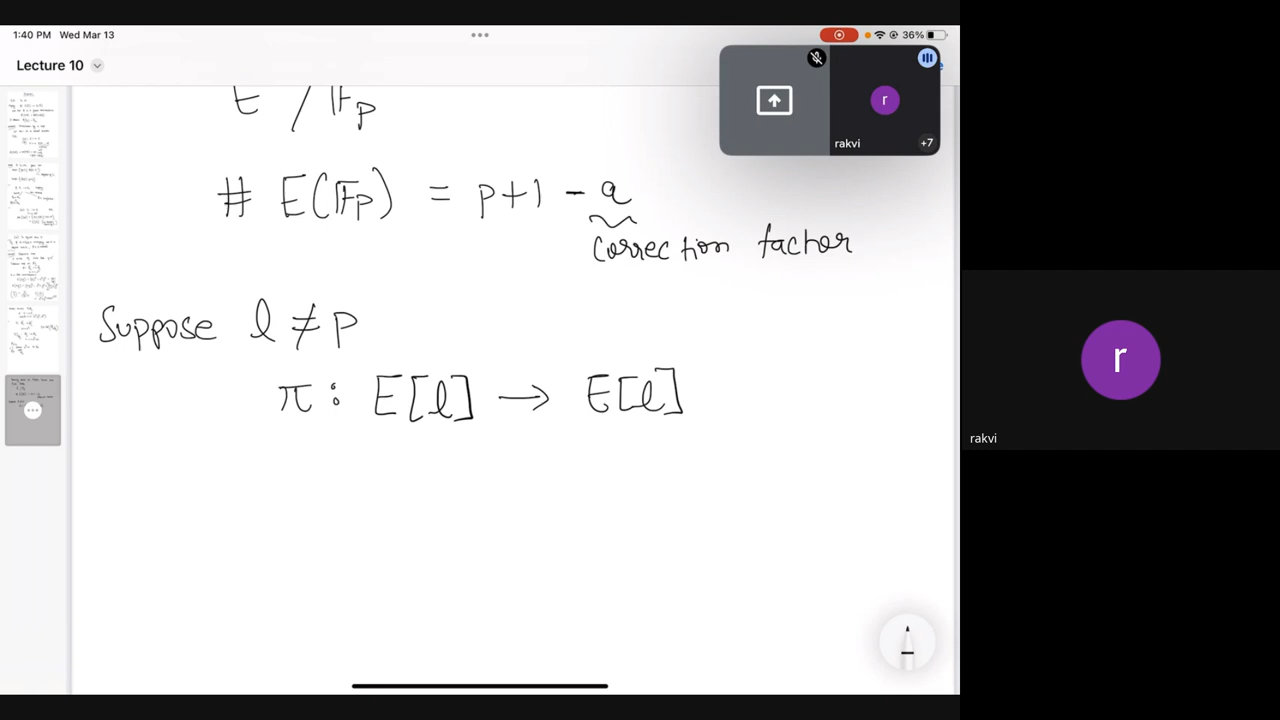 1:40 PM Wed Mar 13
36%
Lecture 10
E / 𝔽p
# E(𝔽p) = p+1 - a
correction factor
Suppose l ≠ p
π : E[l] → E[l]
r
rakvi
+7
r
rakvi